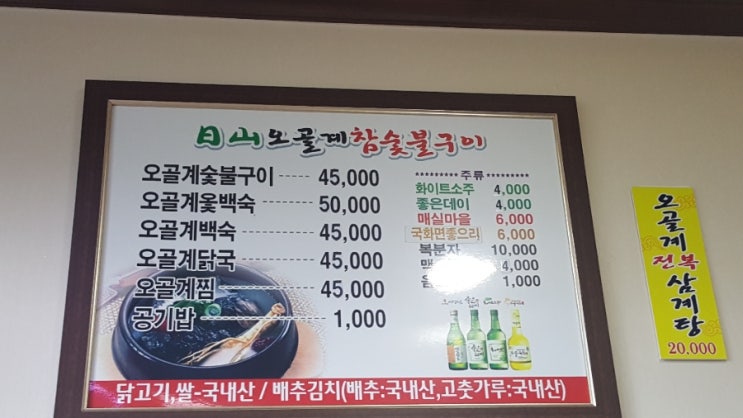 日山오골계참숯불구이
오골계숯불구이 ------ 45,000
오골계옻백숙 -------- 50,000
오골계백숙 --------- 45,000
오골계닭국 --------- 45,000
오골계찜 ---------- 45,000
공기밥 ------------ 1,000
********* 주류 *********
화이트소주 4,000
좋은데이 4,000
매실마을 6,000
국화면좋으리 6,000
복분자 10,000
4,000
1,000
닭고기,쌀-국내산 / 배추김치(배추:국내산,고춧가루:국내산)
오골계전복삼계탕
20.000